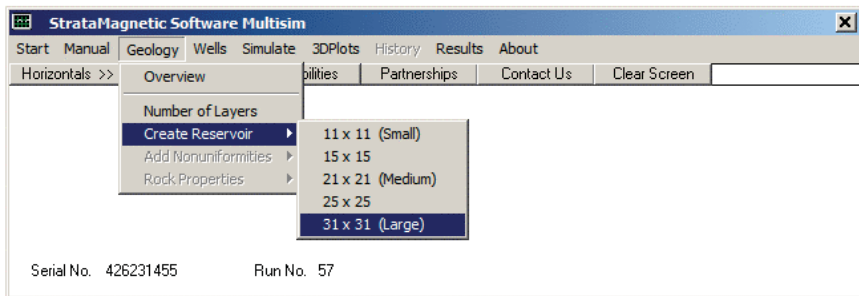 StrataMagnetic Software Multisim
Start Manual Geology Wells Simulate 3DPlots History Results About
Horizontals >> bilities Partnerships Contact Us Clear Screen
Overview
Number of Layers
Create Reservoir
Add Nonuniformities
Rock Properties
11 x 11 (Small)
15 x 15
21 x 21 (Medium)
25 x 25
31 x 31 (Large)
Serial No. 426231455 Run No. 57